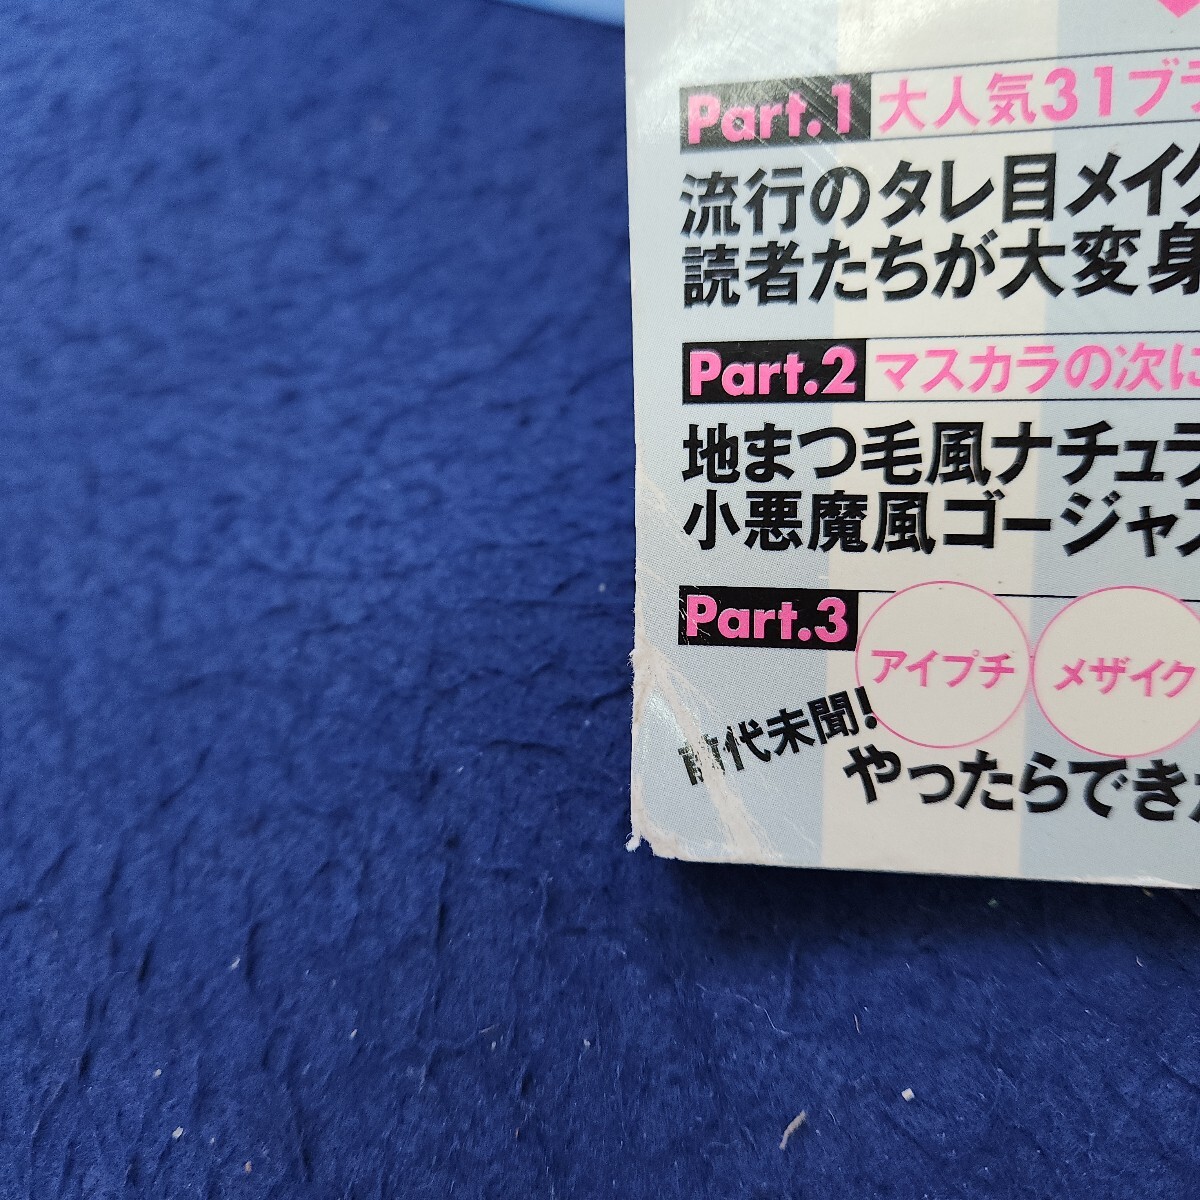 Part.1 大人気31ブラ
流行のタレ目メイク
読者たちが大変身
Part.2 マスカラの次に
地まつ毛風ナチュラ
小悪魔風ゴージャス
Part.3 アイプチ メザイク
前代未聞!
やったらでき